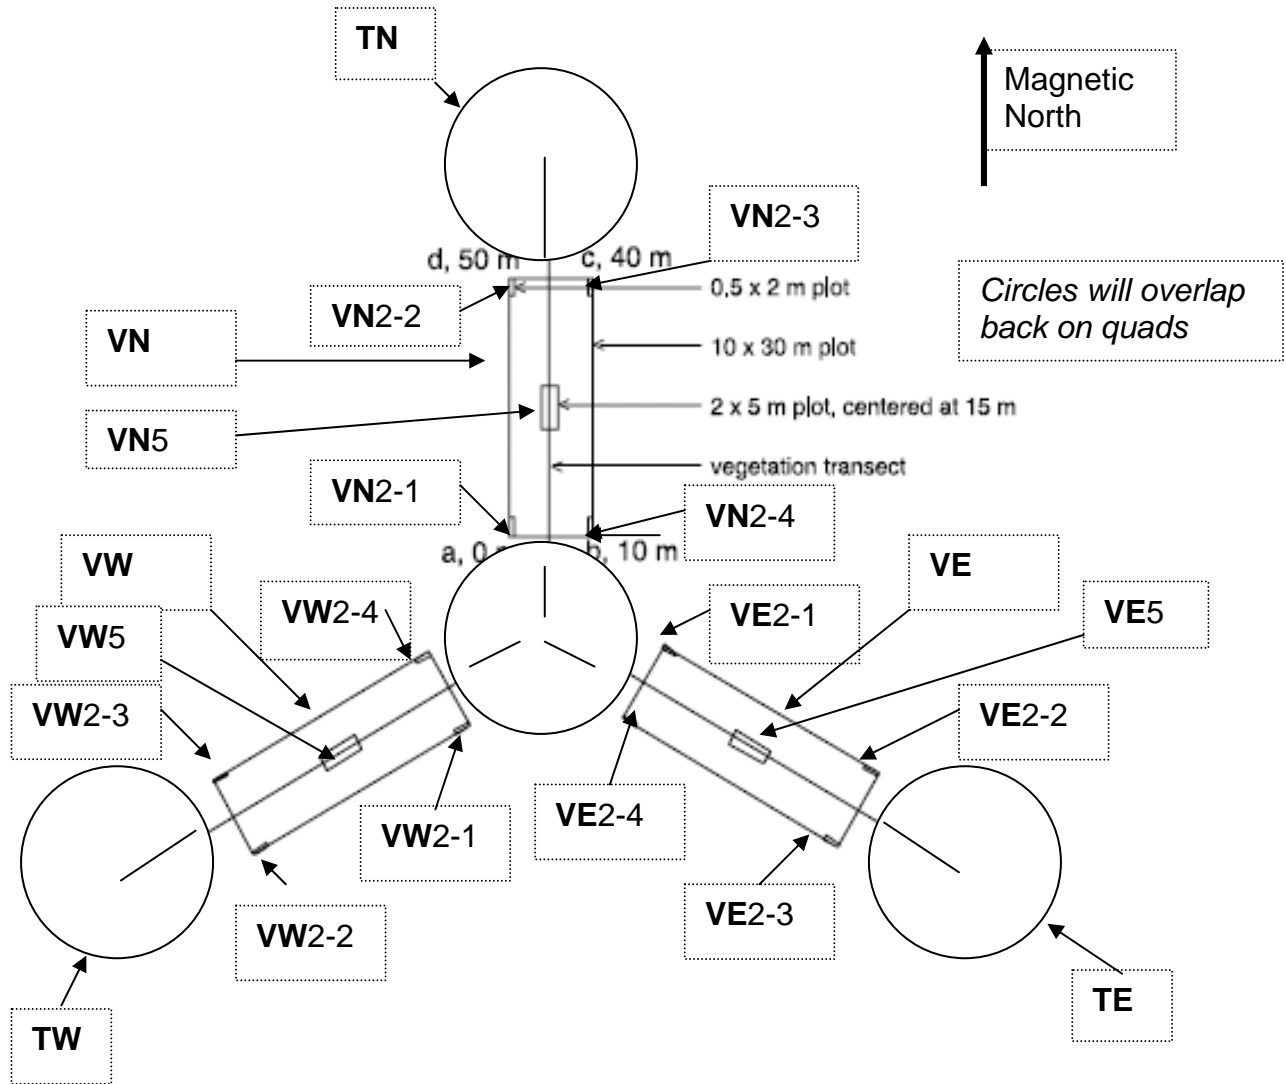 TN
Magnetic
North
VN2-3
d, 50 m
c, 40 m
0.5 x 2 m plot
Circles will overlap
back on quads
VN2-2
VN
10 x 30 m plot
2 x 5 m plot, centered at 15 m
VN5
vegetation transect
VN2-1
VN2-4
a, 0
b, 10 m
VW
VE
VW2-4
VE2-1
VE5
VW5
VW2-3
VE2-2
VW2-1
VE2-4
VE2-3
VW2-2
TE
TW